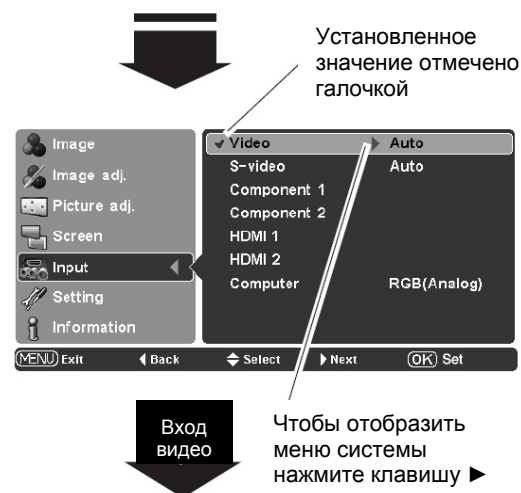 Установленное
значение отмечено
галочкой
Image
Image adj.
Picture adj.
Screen
Input
Setting
Information
Video Auto
S-video Auto
Component 1
Component 2
HDMI 1
HDMI 2
Computer RGB(Analog)
MENU Exit Back Select Next OK Set
Вход
видео
Чтобы отобразить
меню системы
нажмите клавишу ►